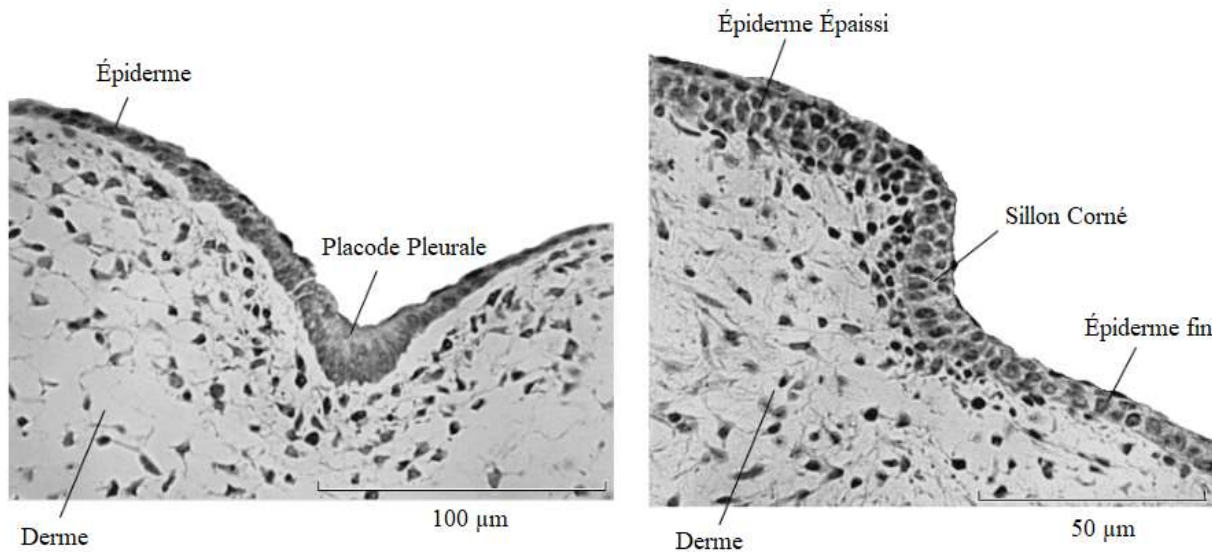 Épiderme
Placode Pleurale
100 µm
Derme
Épiderme Épaissi
Sillon Corné
Épiderme fin
50 µm
Derme